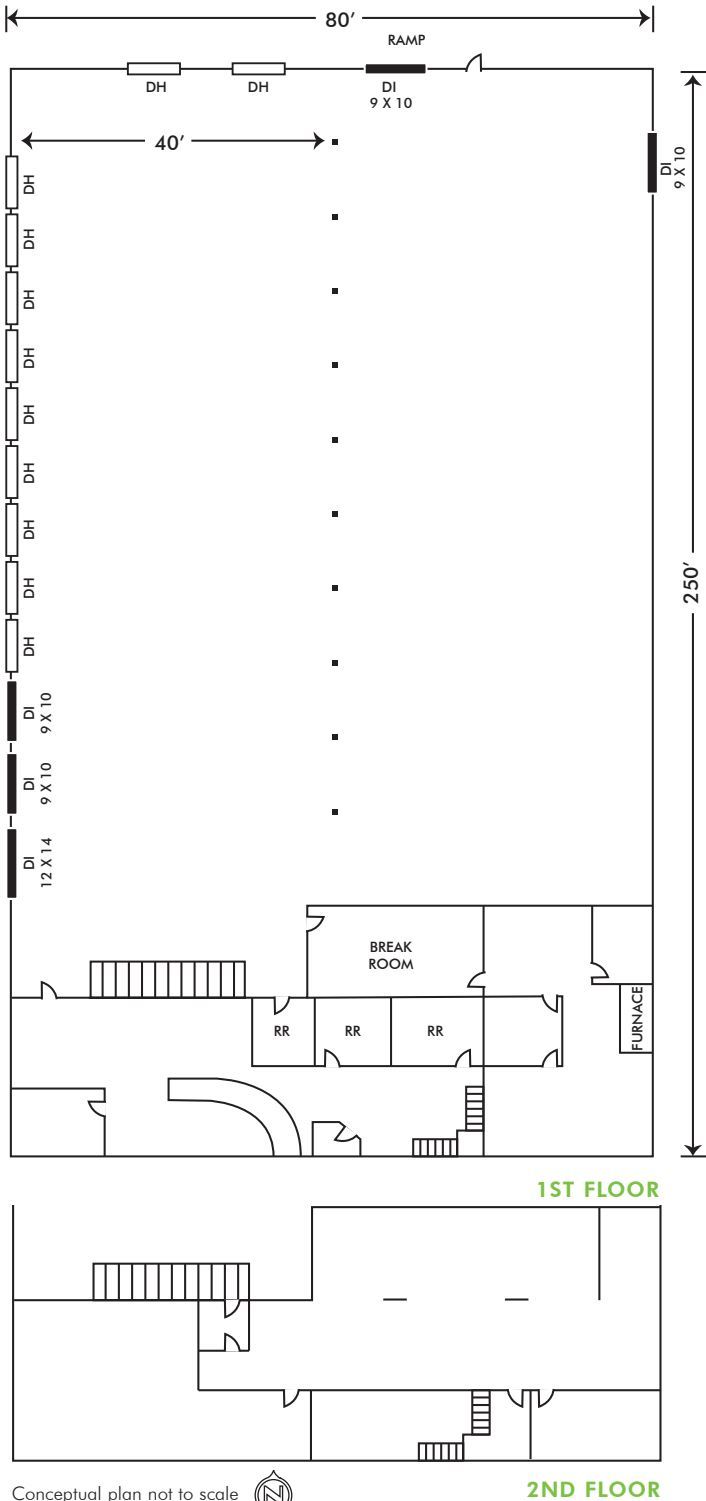 80'
RAMP
DH
DH
DI
9 X 10
40'
DI
9 X 10
DH
DH
DH
DH
DH
DH
DH
DH
DH
250'
DI
9 X 10
DI
9 X 10
DI
12 X 14
BREAK
ROOM
RR
RR
RR
FURNACE
1ST FLOOR
Conceptual plan not to scale
N
2ND FLOOR